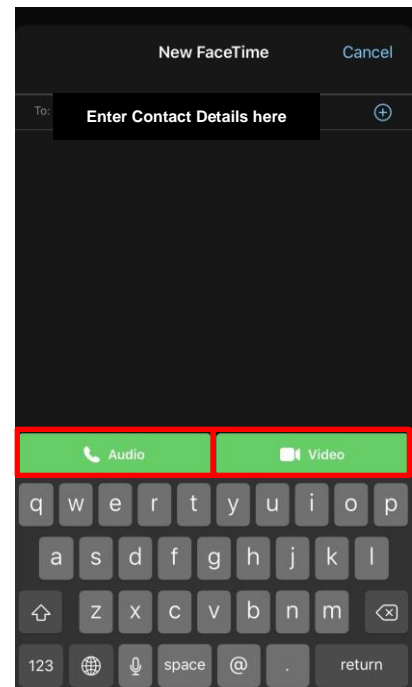 New FaceTime Cancel
To: Enter Contact Details here
Audio Video
q w e r t y u i o p
a s d f g h j k l
z x c v b n m
123 space @ . return